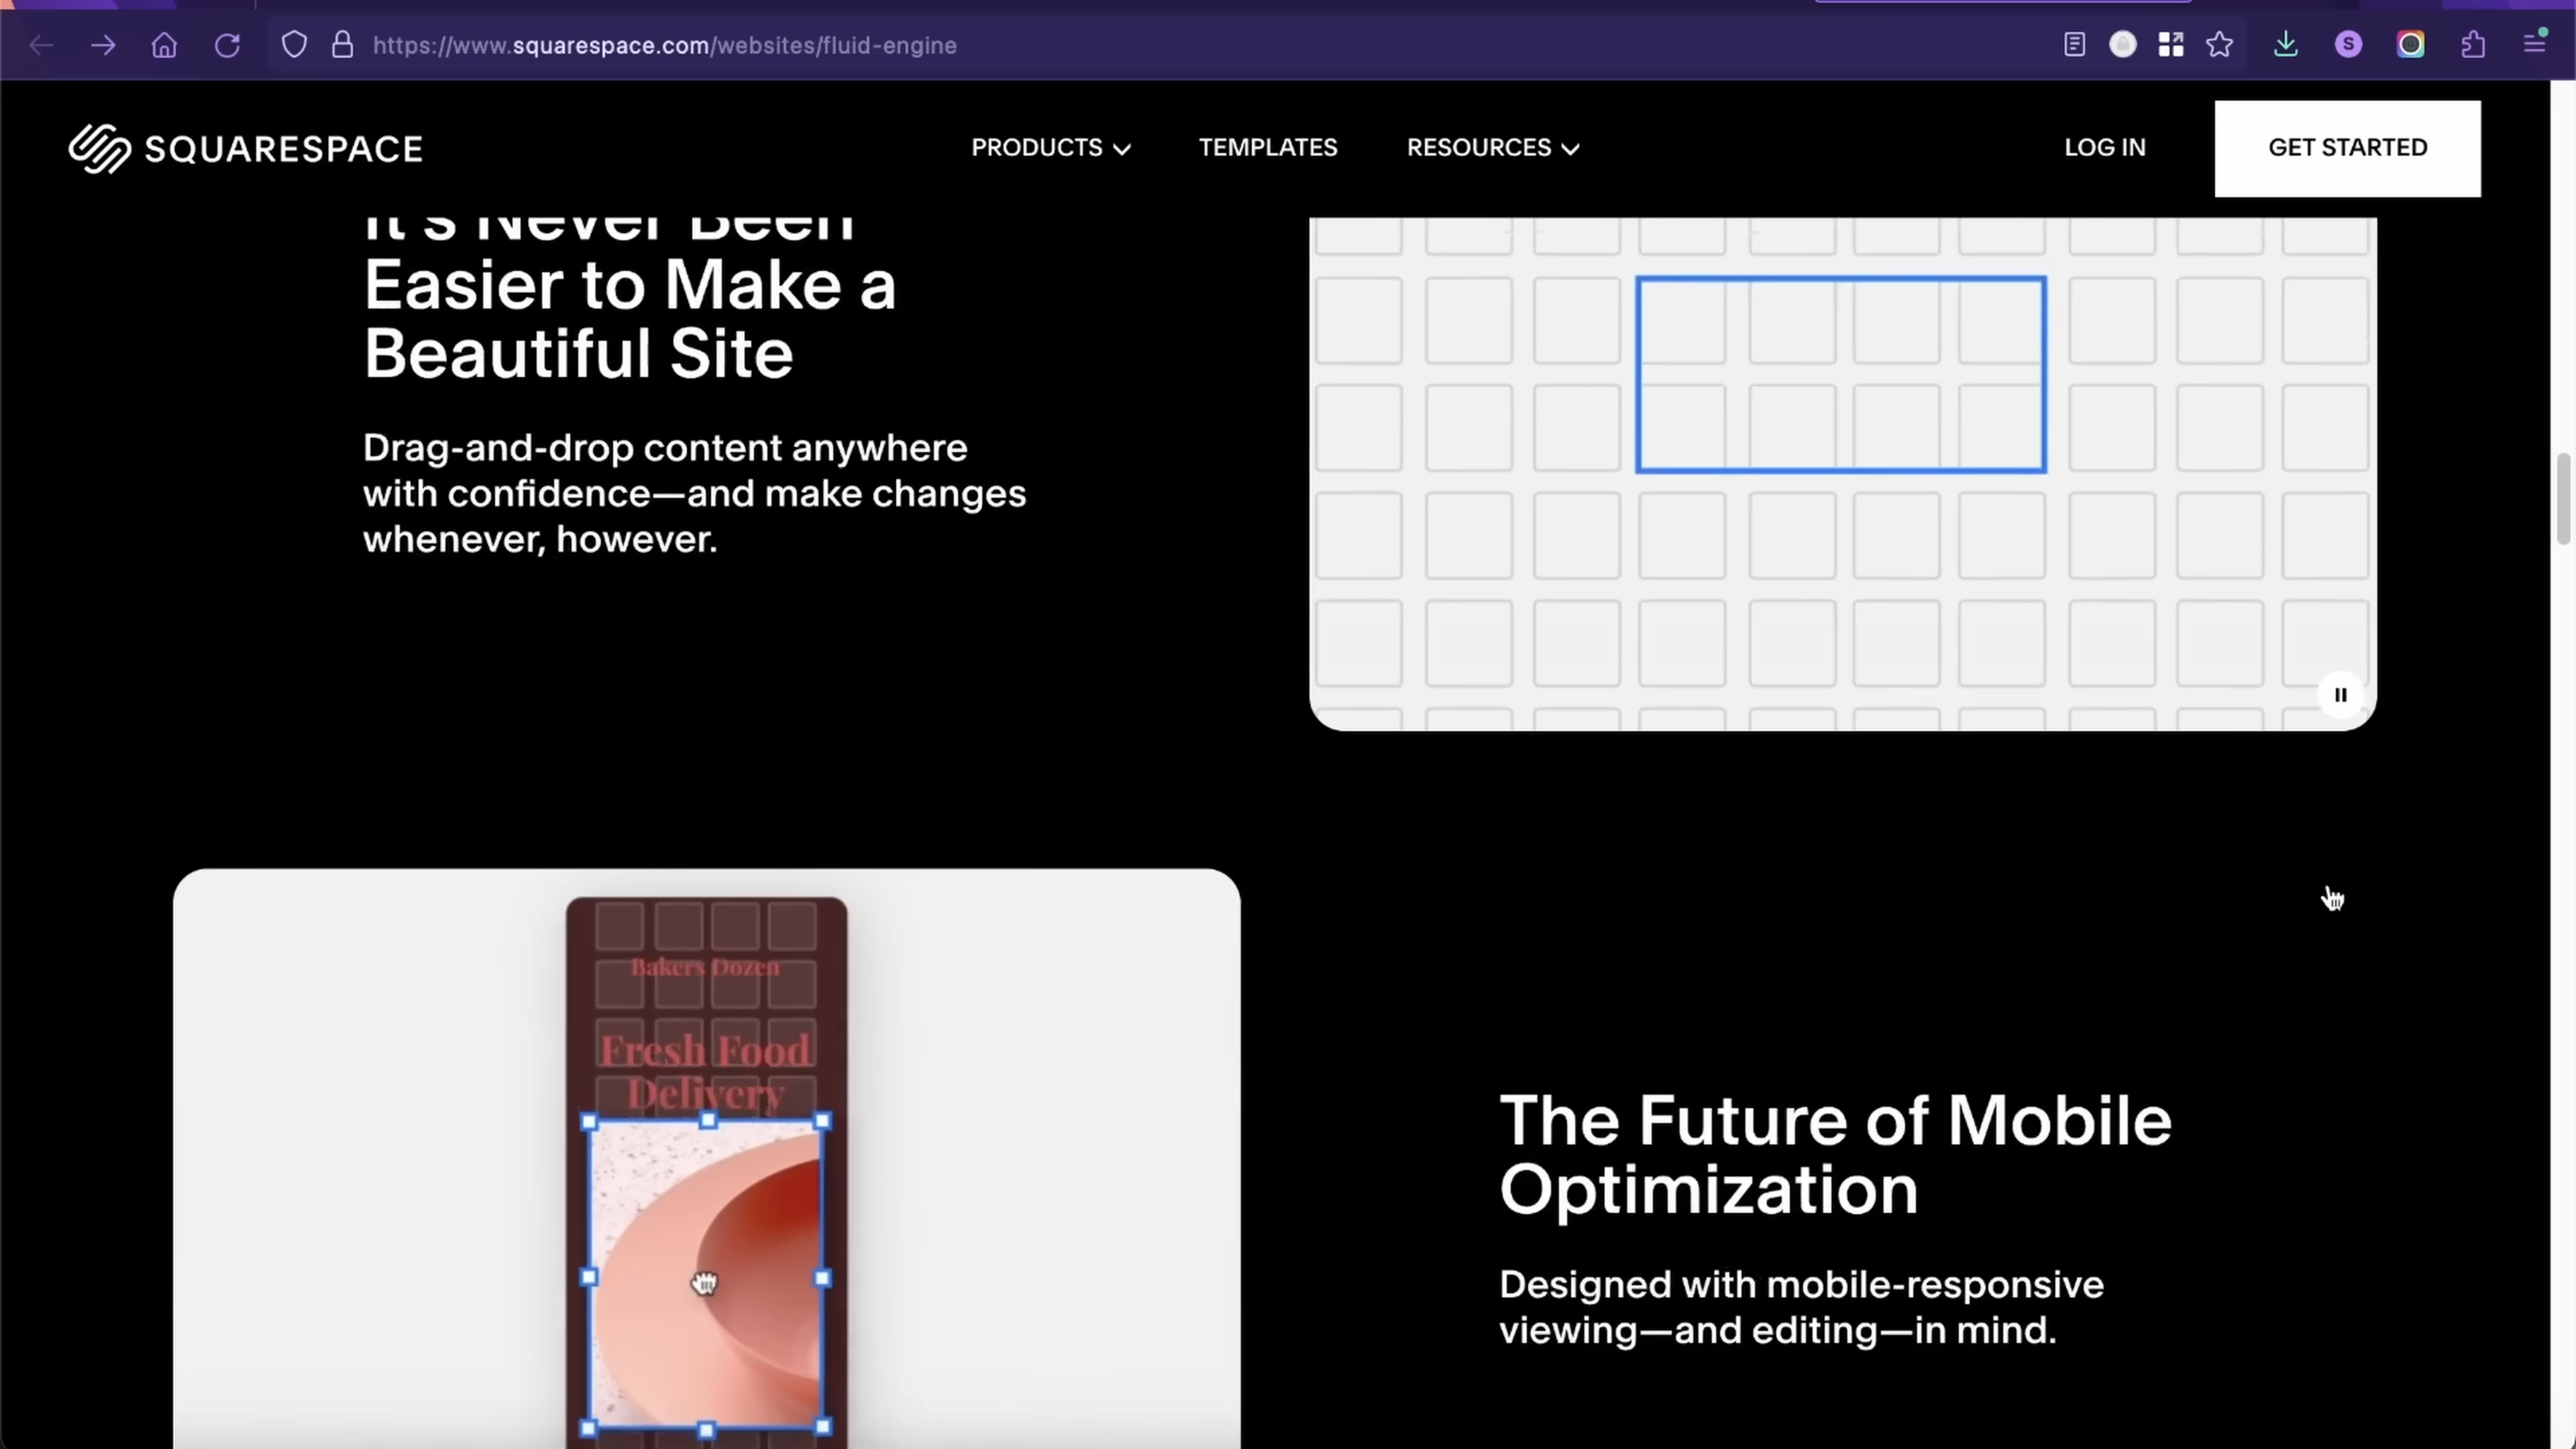 https://www.squarespace.com/websites/fluid-engine
S
SQUARESPACE
PRODUCTS
TEMPLATES
RESOURCES
LOG IN
GET STARTED
It's Never Been
Easier to Make a
Beautiful Site
Drag-and-drop content anywhere
with confidence—and make changes
whenever, however.
Bakers Dozen
Fresh Food
Delivery
The Future of Mobile
Optimization
Designed with mobile-responsive
viewing—and editing—in mind.